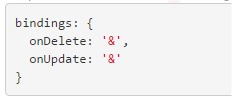 bindings: {
  onDelete: '&',
  onUpdate: '&'
}